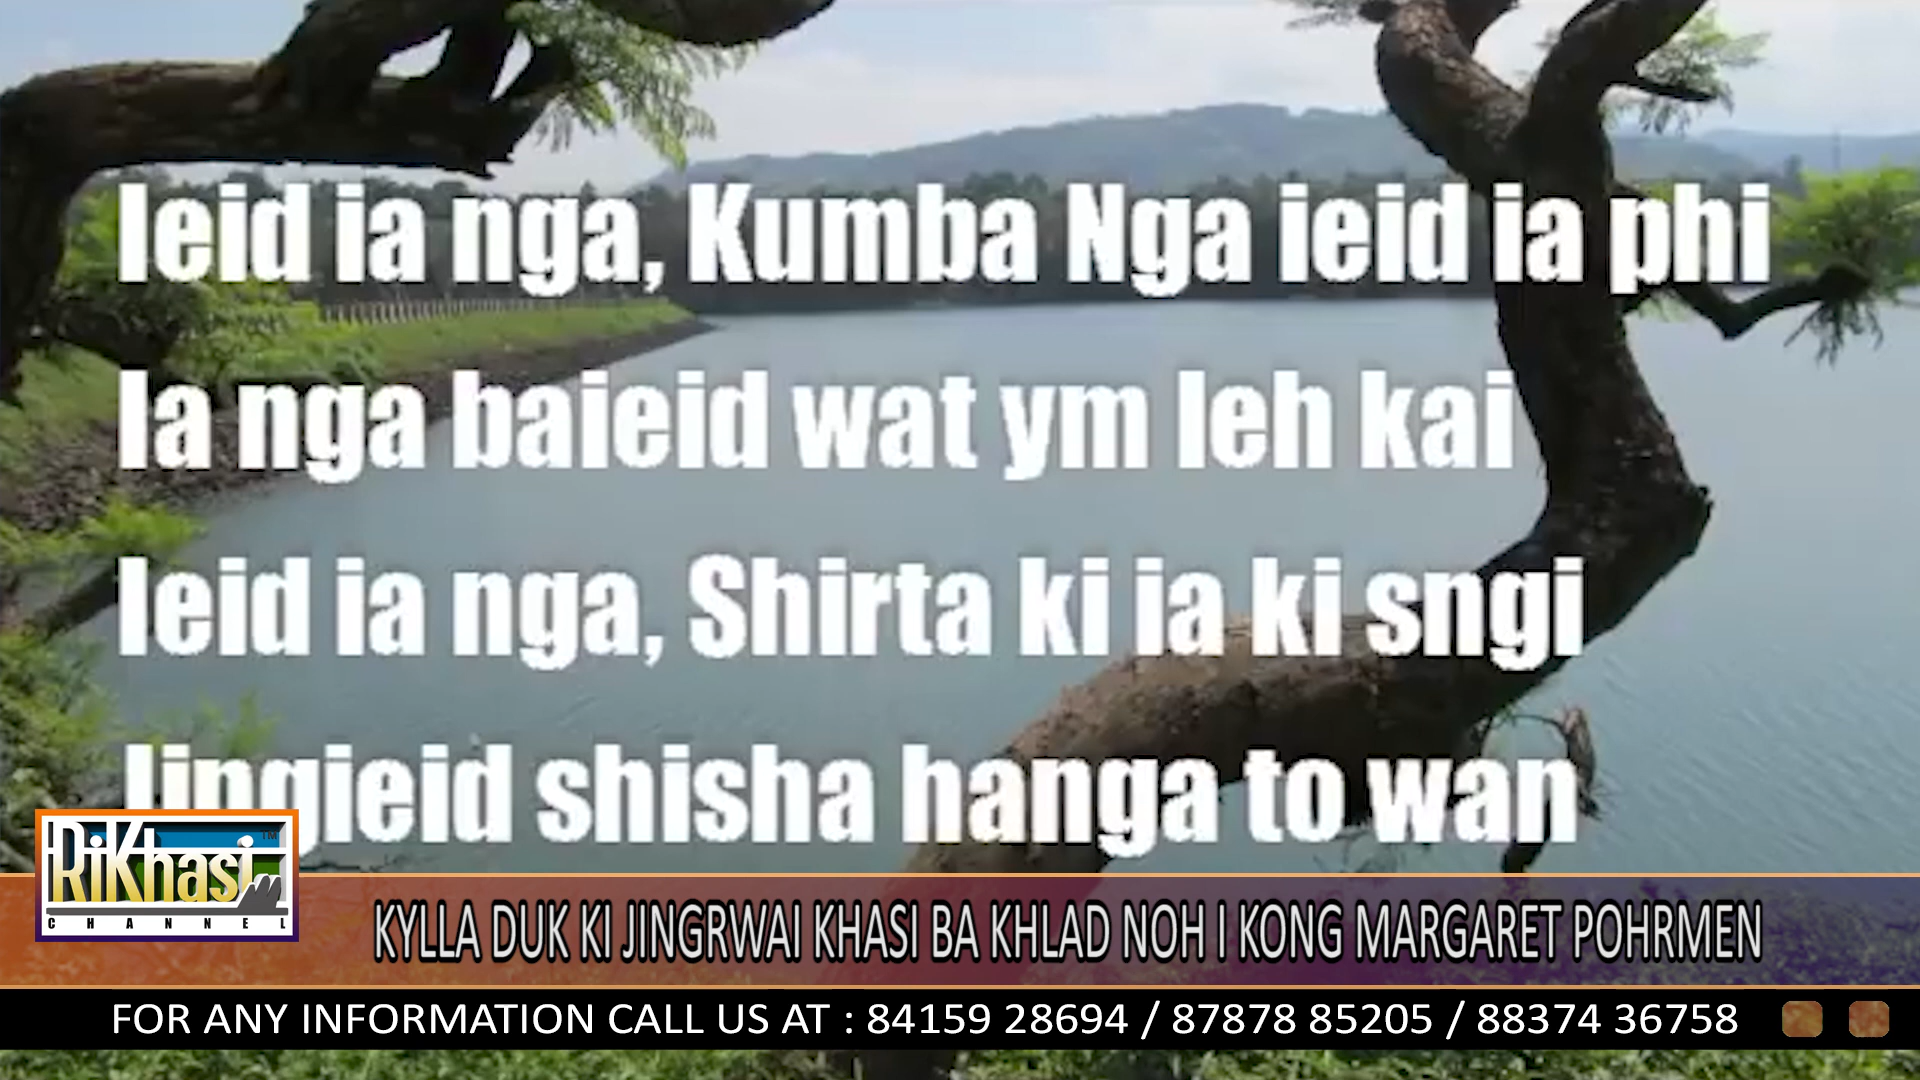 Ieid ia nga, Kumba Nga ieid ia phi
Ia nga baieid wat ym leh kai
Ieid ia nga, Shirta ki ia ki sngi
Jingieid shisha hanga to wan
RiKhasi TM
CHANNEL
KYLLA DUK KI JINGRWAI KHASI BA KHLAD NOH I KONG MARGARET POHRMEN
FOR ANY INFORMATION CALL US AT : 84159 28694 / 87878 85205 / 88374 36758